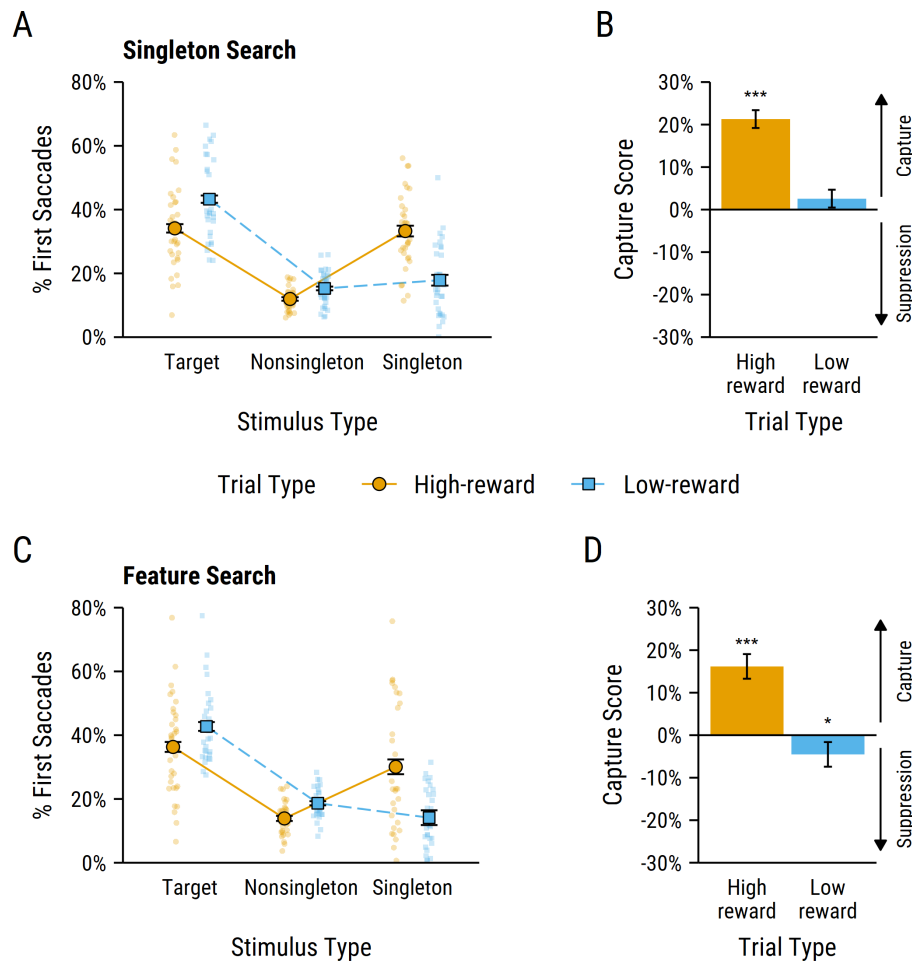 A
Singleton Search
80%
60%
40%
20%
0%
% First Saccades
Target Nonsingleton Singleton
Stimulus Type
B
30%
20%
10%
0%
-10%
-20%
-30%
Capture Score
***
Capture
Suppression
High reward
Low reward
Trial Type
Trial Type High-reward Low-reward
C
Feature Search
80%
60%
40%
20%
0%
% First Saccades
Target Nonsingleton Singleton
Stimulus Type
D
30%
20%
10%
0%
-10%
-20%
-30%
Capture Score
***
*
Capture
Suppression
High reward
Low reward
Trial Type